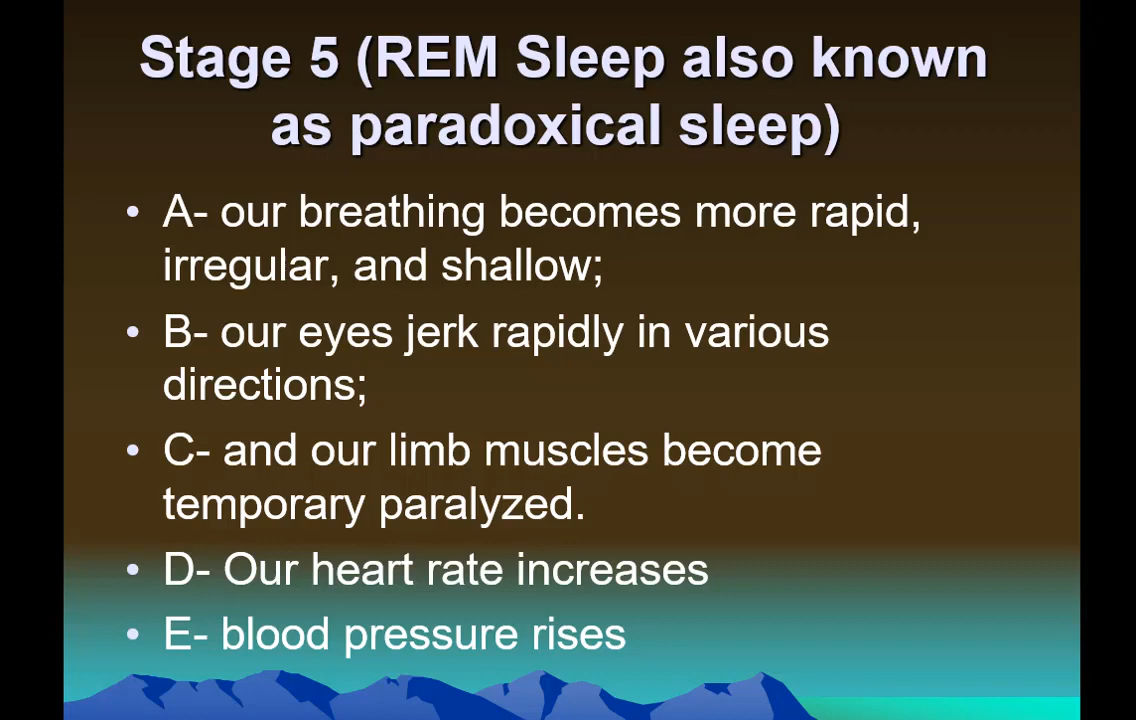 Stage 5 (REM Sleep also known
as paradoxical sleep)
• A- our breathing becomes more rapid,
irregular, and shallow;
• B- our eyes jerk rapidly in various
directions;
• C- and our limb muscles become
temporary paralyzed.
• D- Our heart rate increases
• E- blood pressure rises